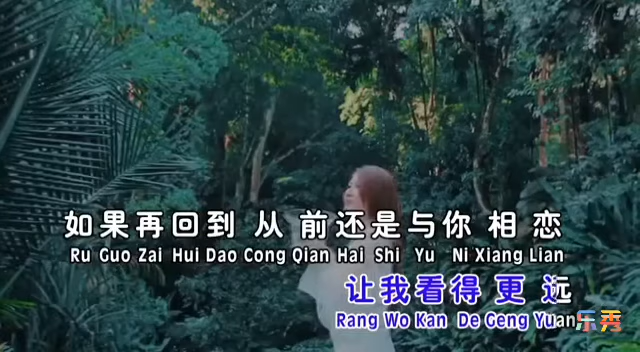 如果再回到 从 前还是与你 相 恋
Ru Guo Zai Hui Dao Cong Qian Hai Shi Yu Ni Xiang Lian
让我看得 更 远
Rang Wo Kan De Geng Yuan
乐秀